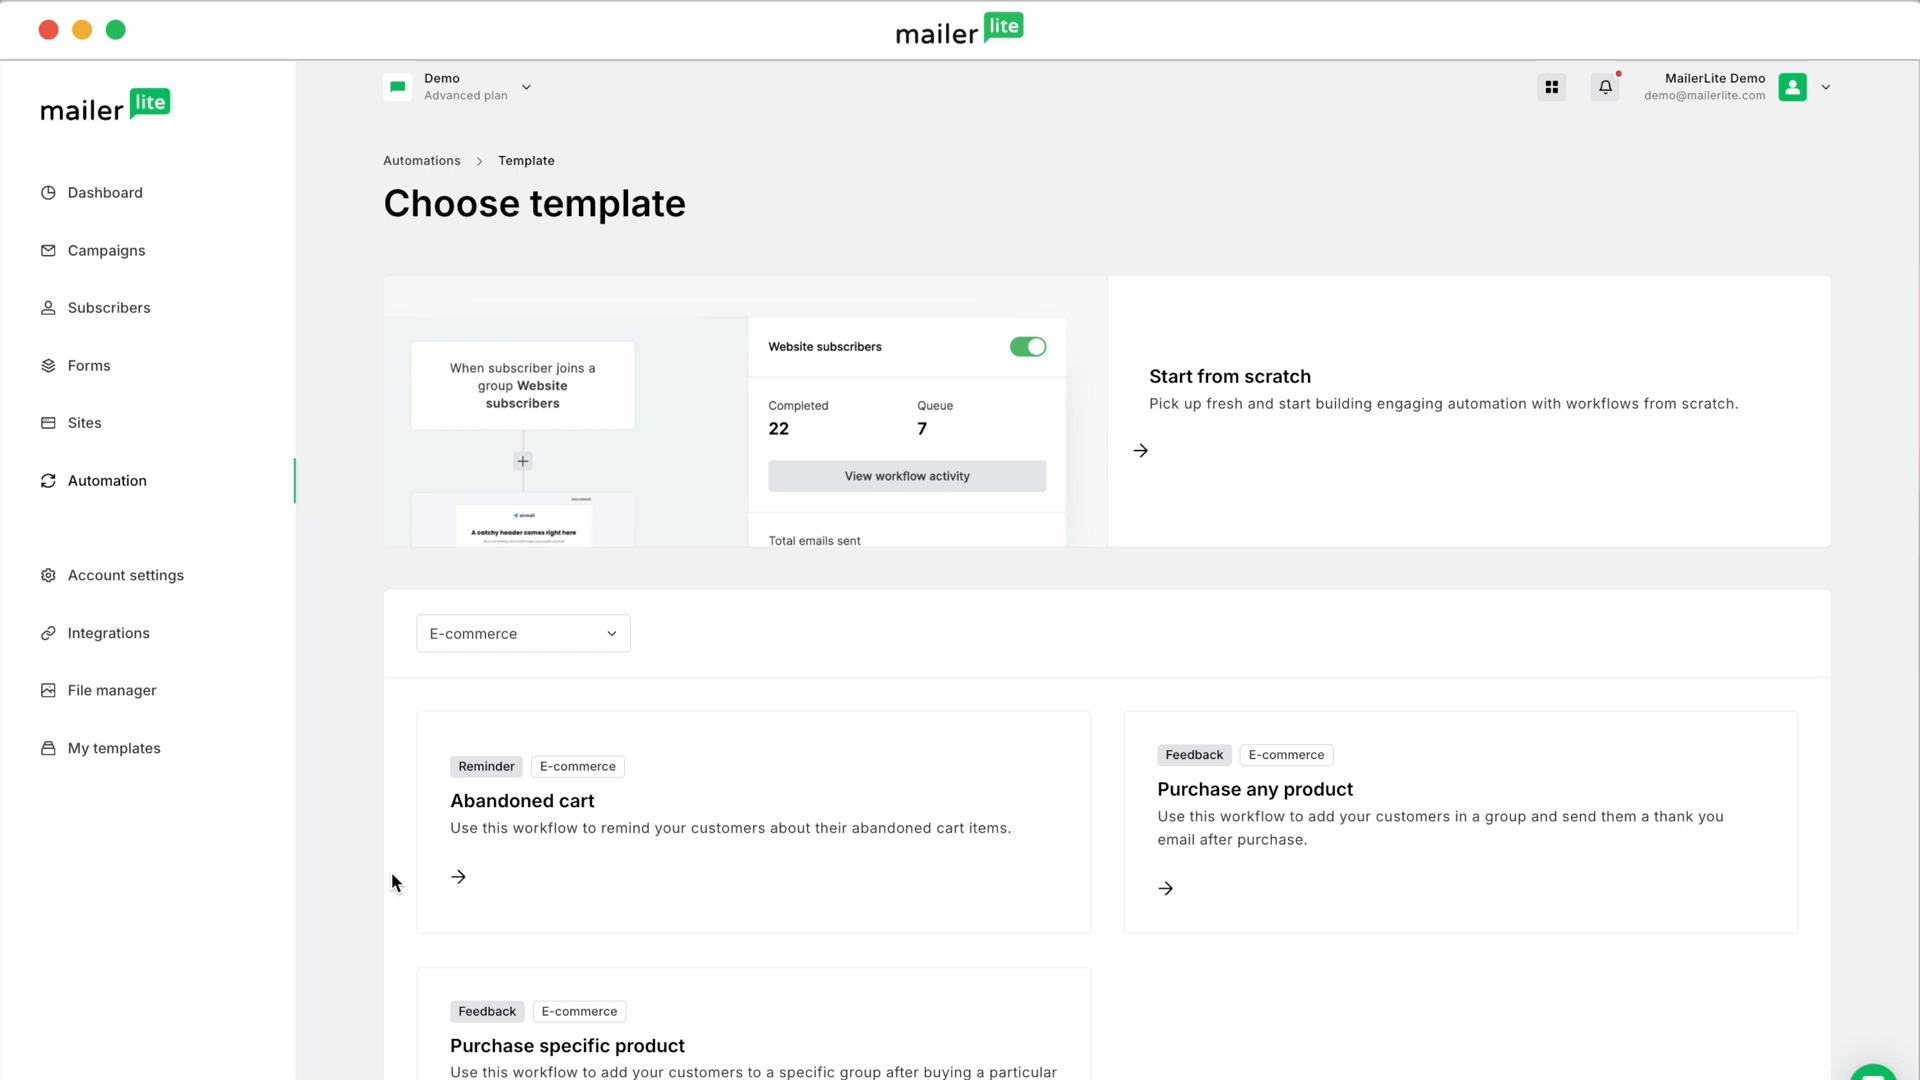 mailer lite
mailer lite
Demo
Advanced plan
MailerLite Demo
demo@mailerlite.com
Dashboard
Campaigns
Subscribers
Forms
Sites
Automation
Account settings
Integrations
File manager
My templates
Automations > Template
Choose template
When subscriber joins a
group Website
subscribers
+
airmail
A catchy header comes right here
Website subscribers
Completed
Queue
22
7
View workflow activity
Total emails sent
Start from scratch
Pick up fresh and start building engaging automation with workflows from scratch.
E-commerce
Reminder
E-commerce
Abandoned cart
Use this workflow to remind your customers about their abandoned cart items.
Feedback
E-commerce
Purchase any product
Use this workflow to add your customers in a group and send them a thank you
email after purchase.
Feedback
E-commerce
Purchase specific product
Use this workflow to add your customers to a specific group after buying a particular